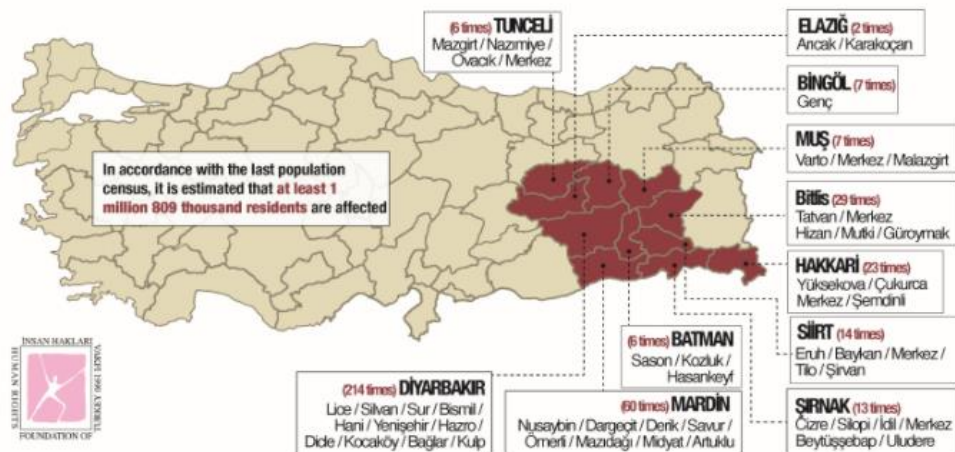 (6 times) TUNCELİ
Mazgirt / Nazımiye /
Ovacık / Merkez
ELAZIĞ (2 times)
Arıcak / Karakoçan
BİNGÖL (7 times)
Genç
MUŞ (7 times)
Varto / Merkez / Malazgirt
In accordance with the last population
census, it is estimated that at least 1
million 809 thousand residents are affected
Bitlis (29 times)
Tatvan / Merkez
Hizan / Mutki / Güroymak
HAKKARİ (23 times)
Yüksekova / Çukurca
Merkez / Şemdinli
SİİRT (14 times)
Eruh / Baykan / Merkez /
Tilo / Şirvan
(6 times) BATMAN
Sason / Kozluk /
Hasankeyf
(214 times) DİYARBAKIR
Lice / Silvan / Sur / Bismil /
Hani / Yenişehir / Hazro /
Dicle / Kocaköy / Bağlar / Kulp
(60 times) MARDİN
Nusaybin / Dargeçit / Derik / Savur /
Ömerli / Mazıdağı / Midyat / Artuklu
ŞIRNAK (13 times)
Cizre / Silopi / İdil / Merkez
Beytüşşebap / Uludere
İNSAN HAKLARI
VAKFI 1990 TURKEY
HUMAN RIGHTS
FOUNDATION OF